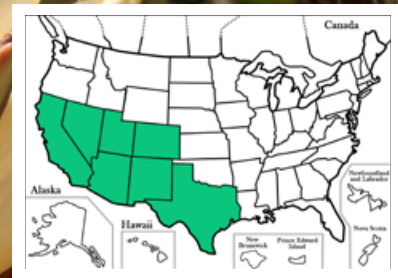 Canada
Alaska
Hawaii
New
Brunswick
Prince Edward
Island
Newfoundland
and Labrador
Nova Scotia